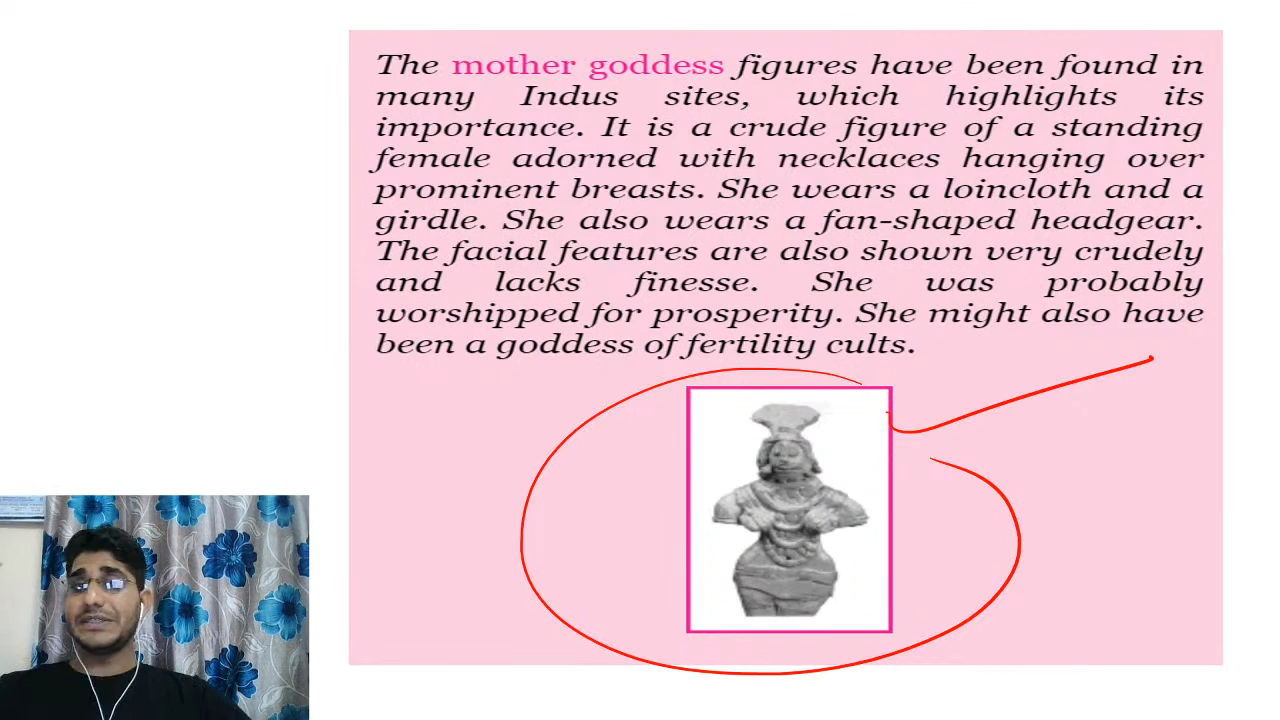 The mother goddess figures have been found in
many Indus sites, which highlights its
importance. It is a crude figure of a standing
female adorned with necklaces hanging over
prominent breasts. She wears a loincloth and a
girdle. She also wears a fan-shaped headgear.
The facial features are also shown very crudely
and lacks finesse. She was probably
worshipped for prosperity. She might also have
been a goddess of fertility cults.